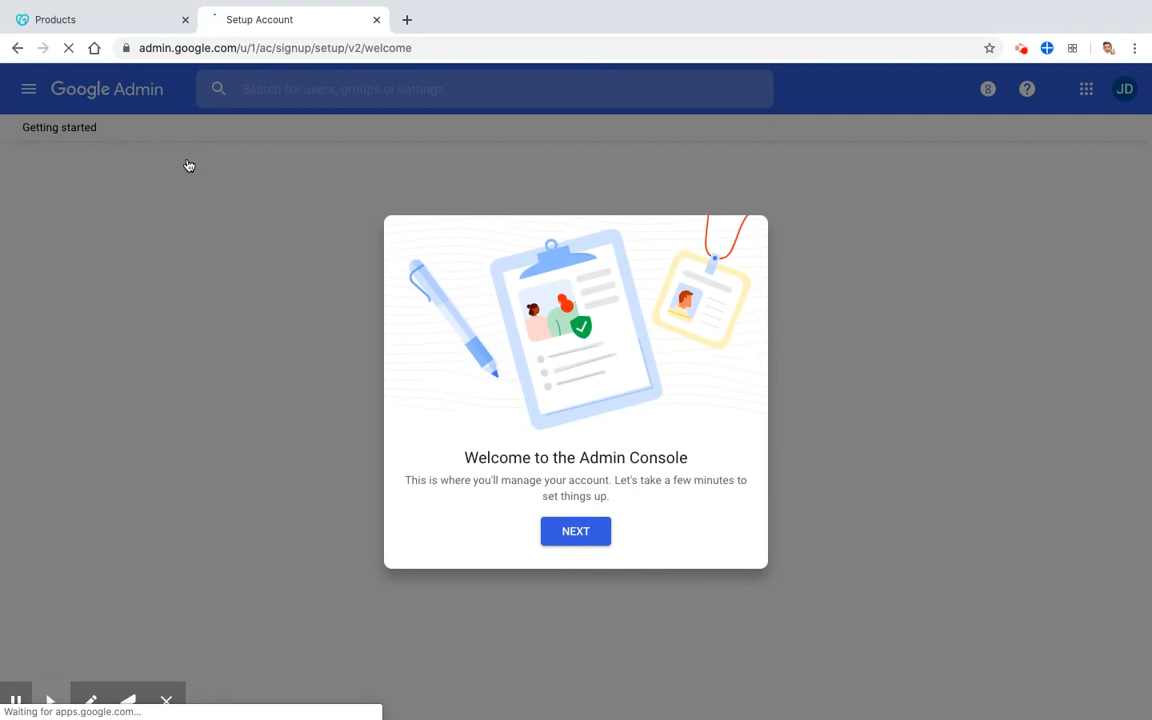 Products
Setup Account
admin.google.com/u/1/ac/signup/setup/v2/welcome
Google Admin
Search for users, groups or settings
8
?
JD
Getting started
Welcome to the Admin Console
This is where you'll manage your account. Let's take a few minutes to
set things up.
NEXT
Waiting for apps.google.com...